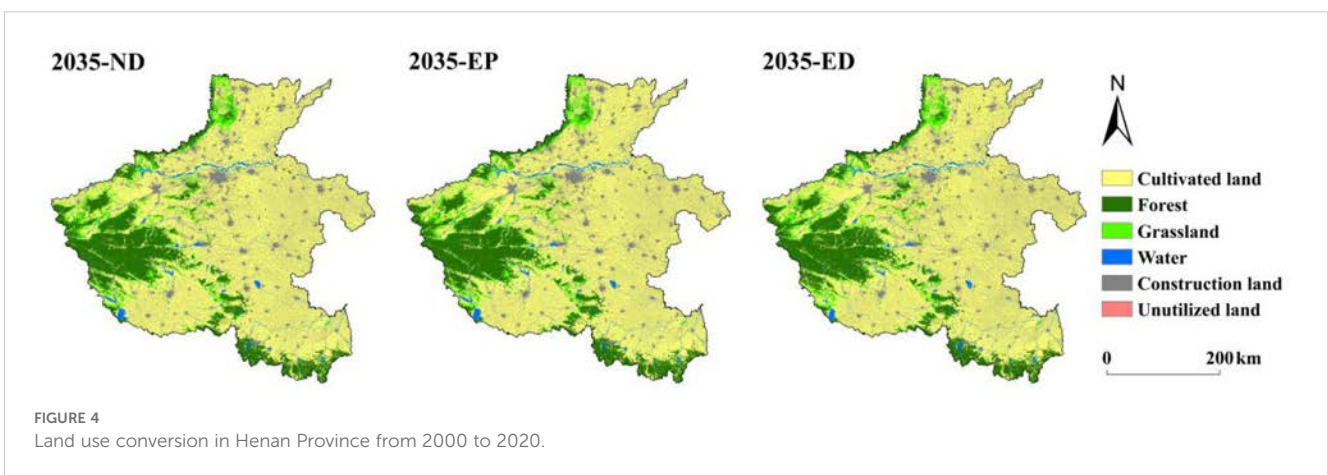 2035-ND
2035-EP
2035-ED
N
Cultivated land
Forest
Grassland
Water
Construction land
Unutilized land
0 200 km
FIGURE 4
Land use conversion in Henan Province from 2000 to 2020.